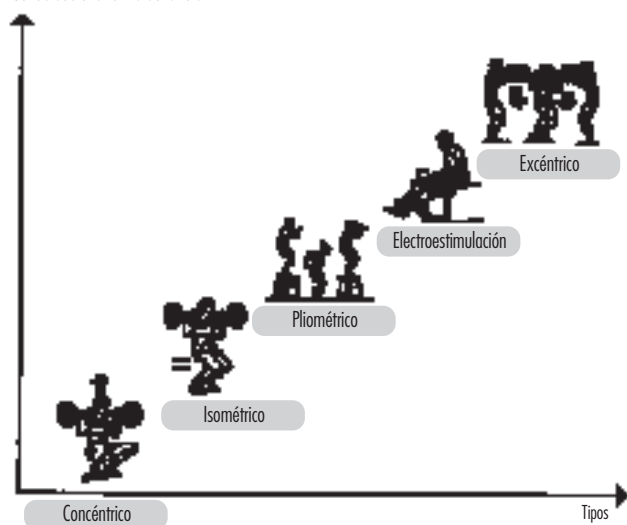 Excéntrico
Electroestimulación
Pliométrico
Isométrico
Concéntrico
Tipos